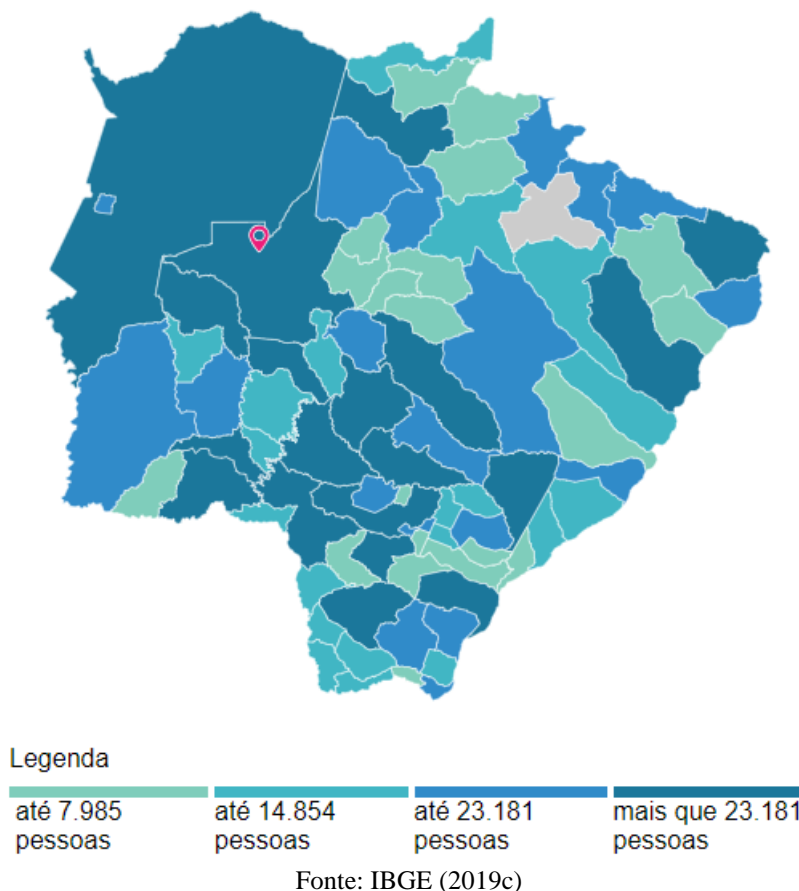 Legenda
até 7.985 até 14.854 até 23.181 mais que 23.181
pessoas pessoas pessoas pessoas
Fonte: IBGE (2019c)